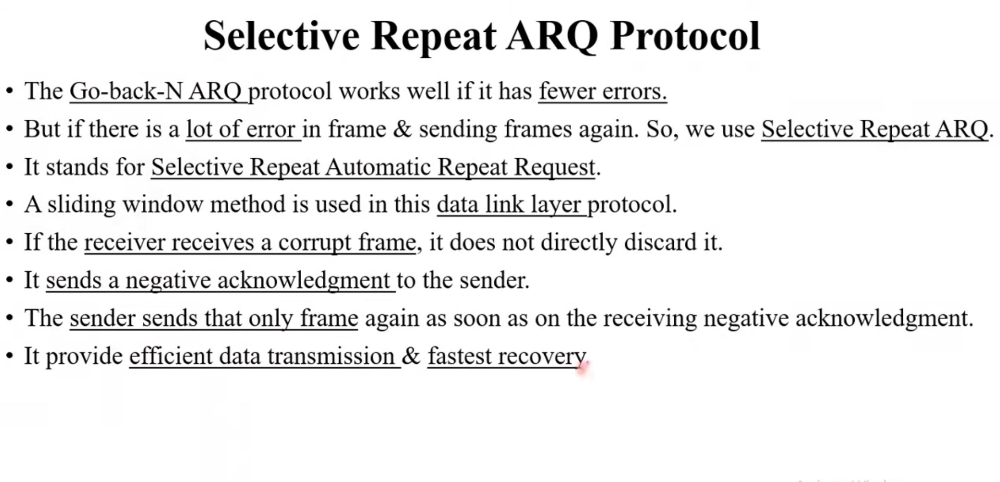 Selective Repeat ARQ Protocol
• The Go-back-N ARQ protocol works well if it has fewer errors.
• But if there is a lot of error in frame & sending frames again. So, we use Selective Repeat ARQ.
• It stands for Selective Repeat Automatic Repeat Request.
• A sliding window method is used in this data link layer protocol.
• If the receiver receives a corrupt frame, it does not directly discard it.
• It sends a negative acknowledgment to the sender.
• The sender sends that only frame again as soon as on the receiving negative acknowledgment.
• It provide efficient data transmission & fastest recovery.